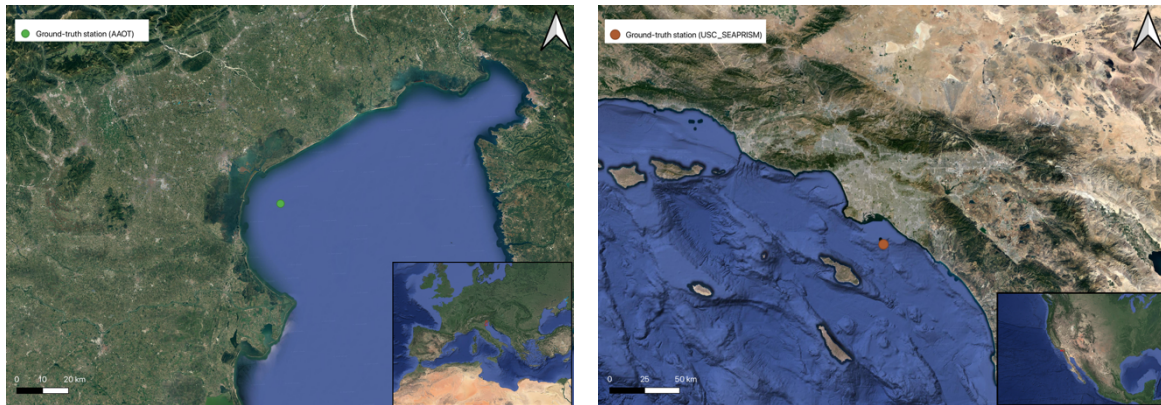 Ground-truth station (AAOT)
0 10 20 km
Ground-truth station (USC_SEAPRISM)
0 25 50 km